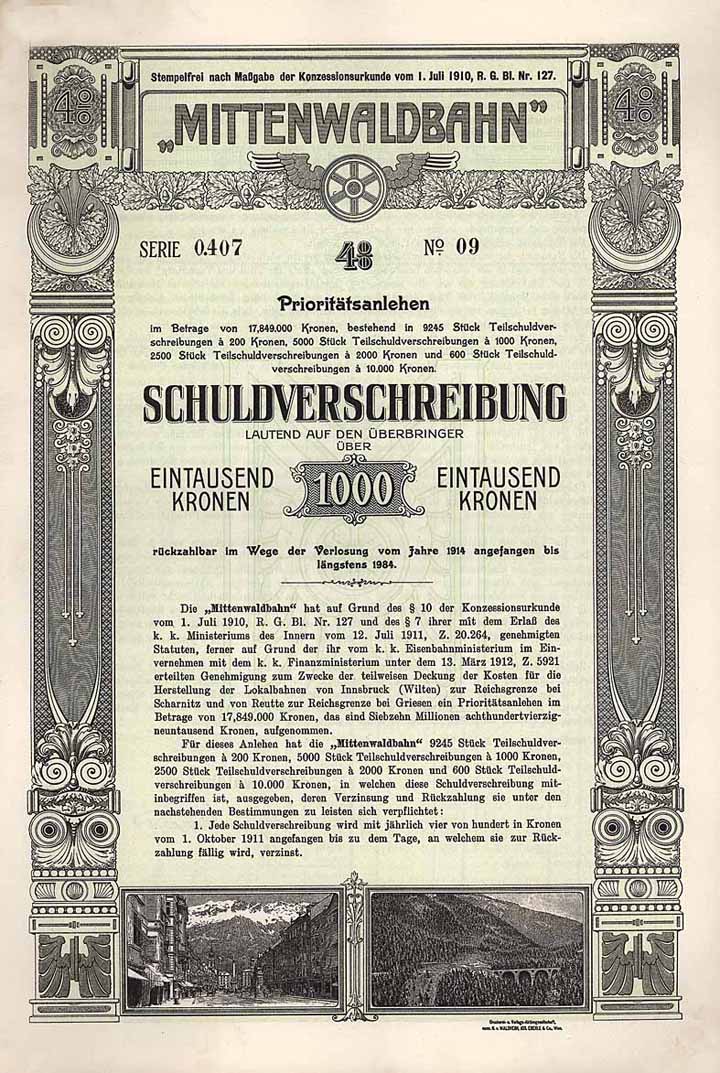 Stempelfrei nach Maßgabe der Konzessionsurkunde vom 1. Juli 1910, R. G. Bl. Nr. 127.
4% 4%
„MITTENWALDBAHN”
SERIE 0.407 4% Nº 09
Prioritätsanlehen
im Betrage von 17,849.000 Kronen, bestehend in 9245 Stück Teilschuldver-
schreibungen à 200 Kronen, 5000 Stück Teilschuldverschreibungen à 1000 Kronen,
2500 Stück Teilschuldverschreibungen à 2000 Kronen und 600 Stück Teilschuld-
verschreibungen à 10.000 Kronen.
SCHULDVERSCHREIBUNG
LAUTEND AUF DEN ÜBERBRINGER
ÜBER
EINTAUSEND KRONEN 1000 EINTAUSEND KRONEN
rückzahlbar im Wege der Verlosung vom Jahre 1914 angefangen bis
längstens 1984.
Die „Mittenwaldbahn“ hat auf Grund des § 10 der Konzessionsurkunde
vom 1. Juli 1910, R. G. Bl. Nr. 127 und des § 7 ihrer mit dem Erlaß des
k. k. Ministeriums des Innern vom 12. Juli 1911, Z. 20.264, genehmigten
Statuten, ferner auf Grund der ihr vom k. k. Eisenbahnministerium im Ein-
vernehmen mit dem k. k. Finanzministerium unter dem 13. März 1912, Z. 5921
erteilten Genehmigung zum Zwecke der teilweisen Deckung der Kosten für die
Herstellung der Lokalbahnen von Innsbruck (Wilten) zur Reichsgrenze bei
Scharnitz und von Reutte zur Reichsgrenze bei Griesen ein Prioritätsanlehen im
Betrage von 17,849.000 Kronen, das sind Siebzehn Millionen achthundertvierzig-
neuntausend Kronen, aufgenommen.
Für dieses Anlehen hat die „Mittenwaldbahn“ 9245 Stück Teilschuldver-
schreibungen à 200 Kronen, 5000 Stück Teilschuldverschreibungen à 1000 Kronen,
2500 Stück Teilschuldverschreibungen à 2000 Kronen und 600 Stück Teilschuld-
verschreibungen à 10.000 Kronen, in welchen diese Schuldverschreibung mit-
inbegriffen ist, ausgegeben, deren Verzinsung und Rückzahlung sie unter den
nachstehenden Bestimmungen zu leisten sich verpflichtet :
1. Jede Schuldverschreibung wird mit jährlich vier von hundert in Kronen
vom 1. Oktober 1911 angefangen bis zu dem Tage, an welchem sie zur Rück-
zahlung fällig wird, verzinst.
Druckerei- u. Verlags-Aktiengesellschaft,
vorm. R. v. WALDHEIM, JOS. EBERLE & Co., Wien.